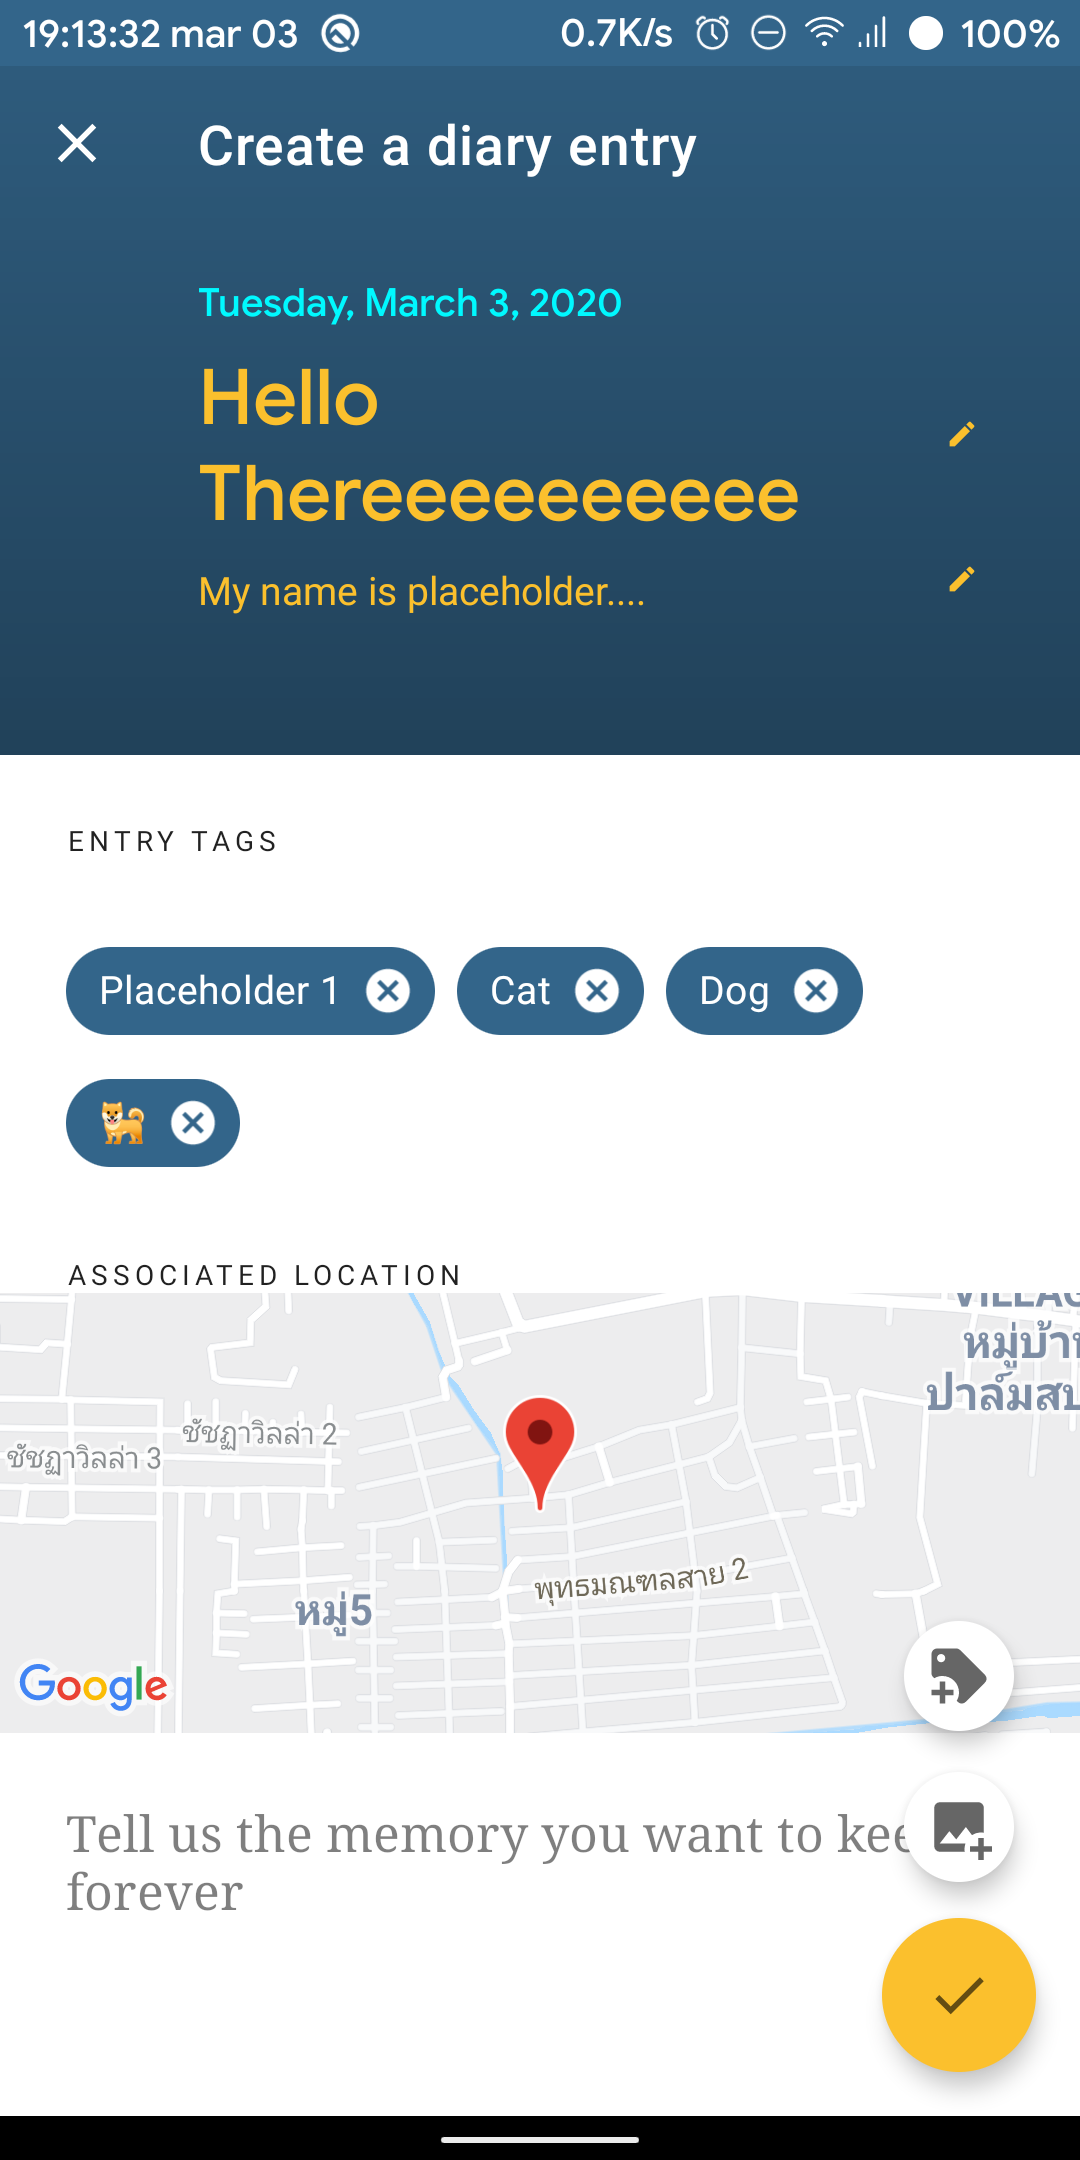 19:13:32 mar 03 0.7K/s 100%
Create a diary entry
Tuesday, March 3, 2020
Hello
Thereeeeeeeeeee
My name is placeholder....
ENTRY TAGS
Placeholder 1 Cat Dog
ASSOCIATED LOCATION
หมู่บ้า
ปาล์มสป
ชัชฎาวิลล่า 2
ชัชฎาวิลล่า 3
พุทธมณฑลสาย 2
หมู่5
Google
Tell us the memory you want to kee
forever